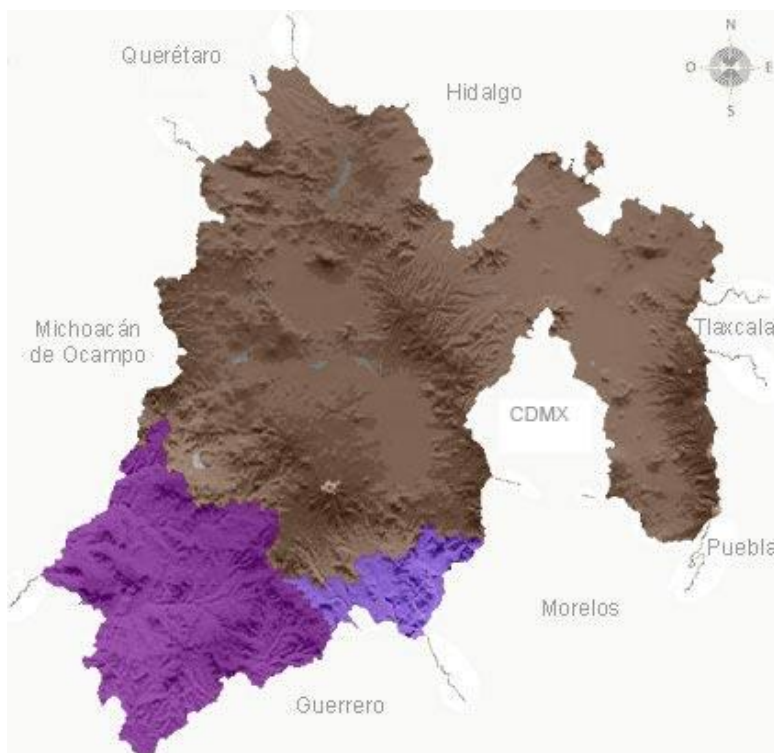 Querétaro
N
O
E
S
Hidalgo
Michoacán
de Ocampo
Tlaxcala
CDMX
Puebla
Morelos
Guerrero